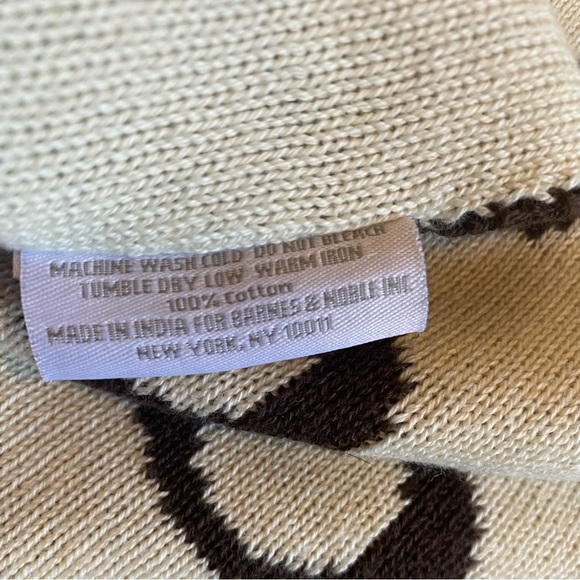 MACHINE WASH COLD DO NOT BLEACH
TUMBLE DRY LOW WARM IRON
100% Cotton
MADE IN INDIA FOR BARNES & NOBLE INC
NEW YORK, NY 10011